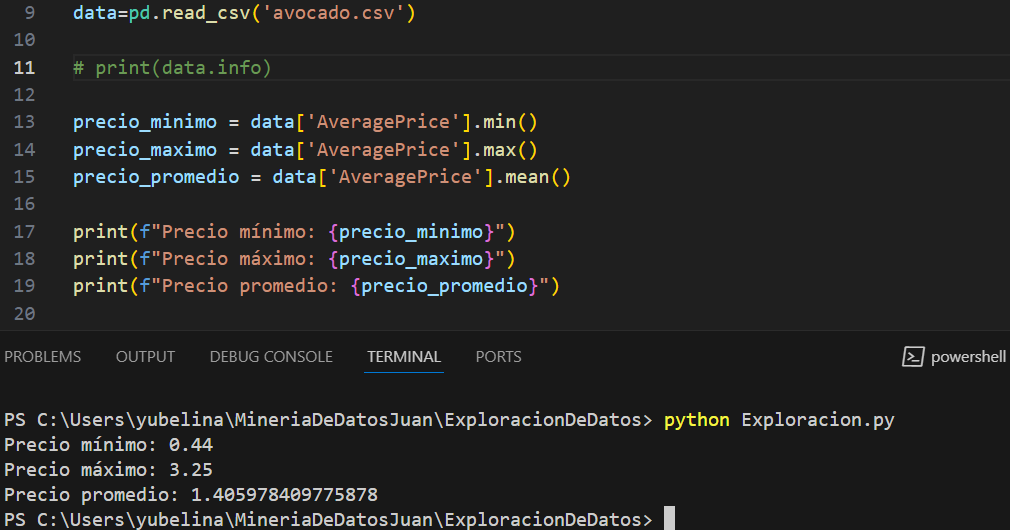 9 data=pd.read_csv('avocado.csv')
10
11 # print(data.info)
12
13 precio_minimo = data['AveragePrice'].min()
14 precio_maximo = data['AveragePrice'].max()
15 precio_promedio = data['AveragePrice'].mean()
16
17 print(f"Precio mínimo: {precio_minimo}")
18 print(f"Precio máximo: {precio_maximo}")
19 print(f"Precio promedio: {precio_promedio}")
20
PROBLEMS OUTPUT DEBUG CONSOLE TERMINAL PORTS powershell
PS C:\Users\yubelina\MineriaDeDatosJuan\ExploracionDeDatos> python Exploracion.py
Precio mínimo: 0.44
Precio máximo: 3.25
Precio promedio: 1.405978409775878
PS C:\Users\yubelina\MineriaDeDatosJuan\ExploracionDeDatos>